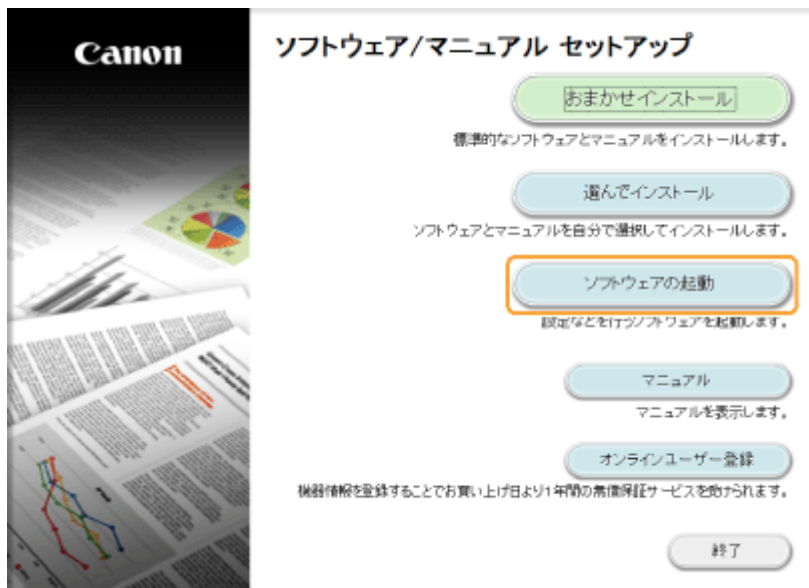 Canon
ソフトウェア/マニュアル セットアップ
おまかせインストール
標準的なソフトウェアとマニュアルをインストールします。
選んでインストール
ソフトウェアとマニュアルを自分で選択してインストールします。
ソフトウェアの起動
設定などを行うソフトウェアを起動します。
マニュアル
マニュアルを表示します。
オンラインユーザー登録
機器情報を登録することでお買い上げ日より1年間の無償保証サービスを受けられます。
終了